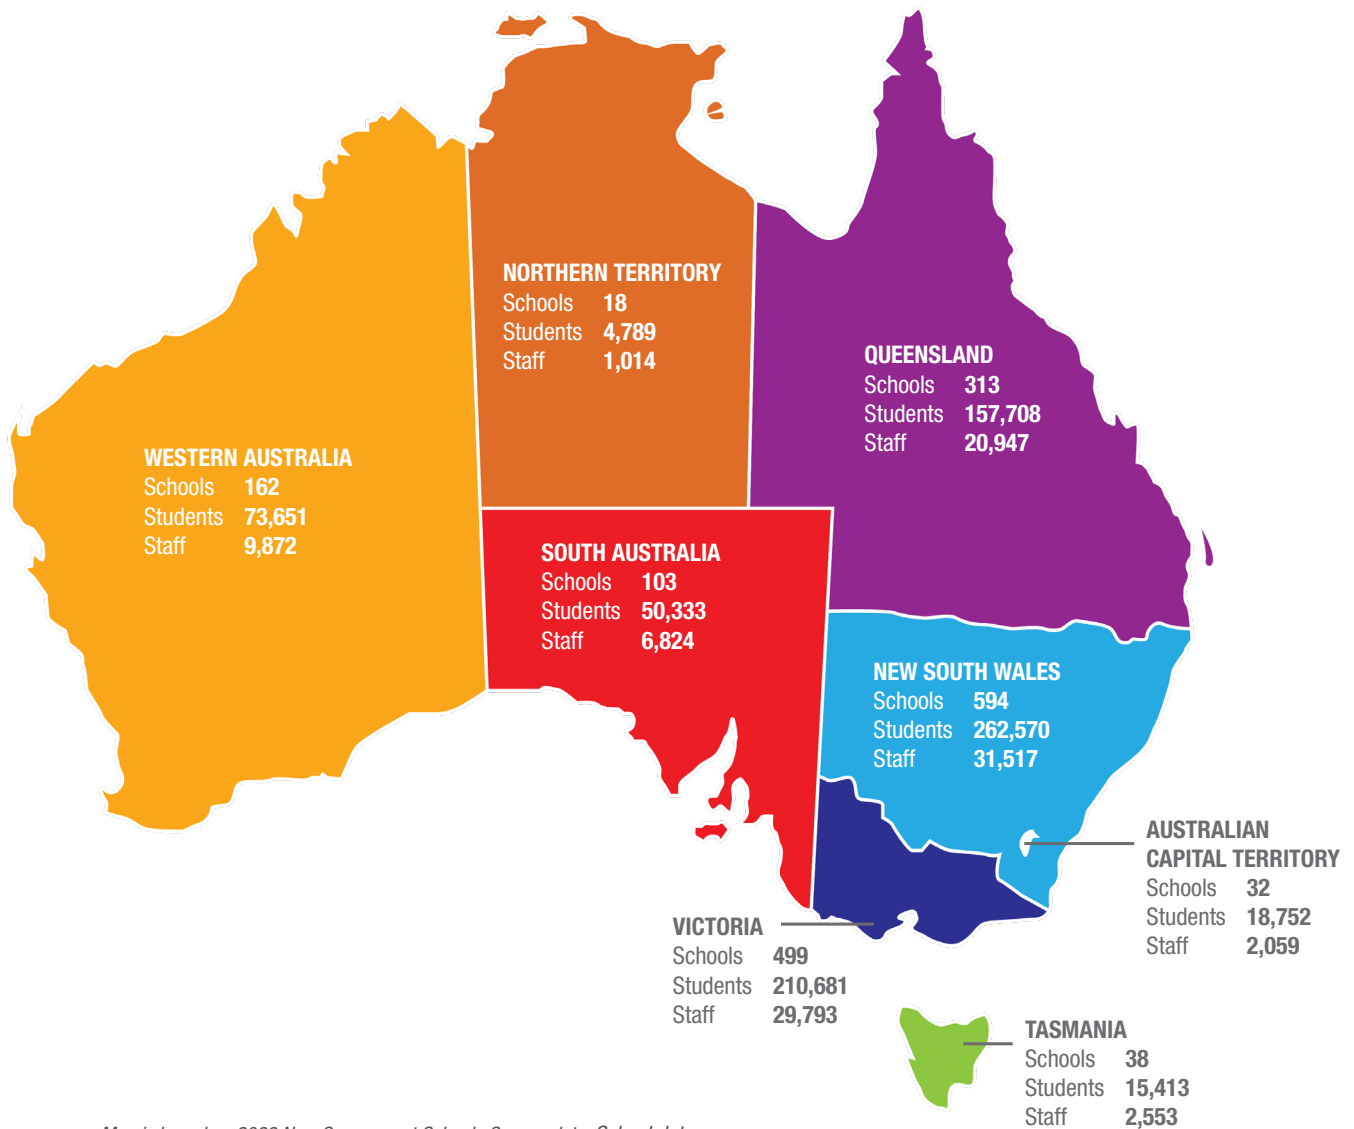 NORTHERN TERRITORY
Schools 18
Students 4,789
Staff 1,014
QUEENSLAND
Schools 313
Students 157,708
Staff 20,947
WESTERN AUSTRALIA
Schools 162
Students 73,651
Staff 9,872
SOUTH AUSTRALIA
Schools 103
Students 50,333
Staff 6,824
NEW SOUTH WALES
Schools 594
Students 262,570
Staff 31,517
AUSTRALIAN
CAPITAL TERRITORY
Schools 32
Students 18,752
Staff 2,059
VICTORIA
Schools 499
Students 210,681
Staff 29,793
TASMANIA
Schools 38
Students 15,413
Staff 2,553